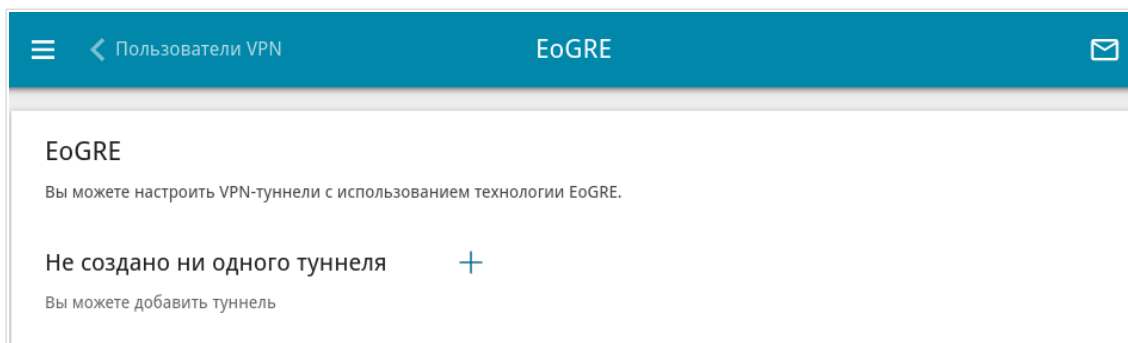 Пользователи VPN
EoGRE
EoGRE
Вы можете настроить VPN-туннели с использованием технологии EoGRE.
Не создано ни одного туннеля
Вы можете добавить туннель